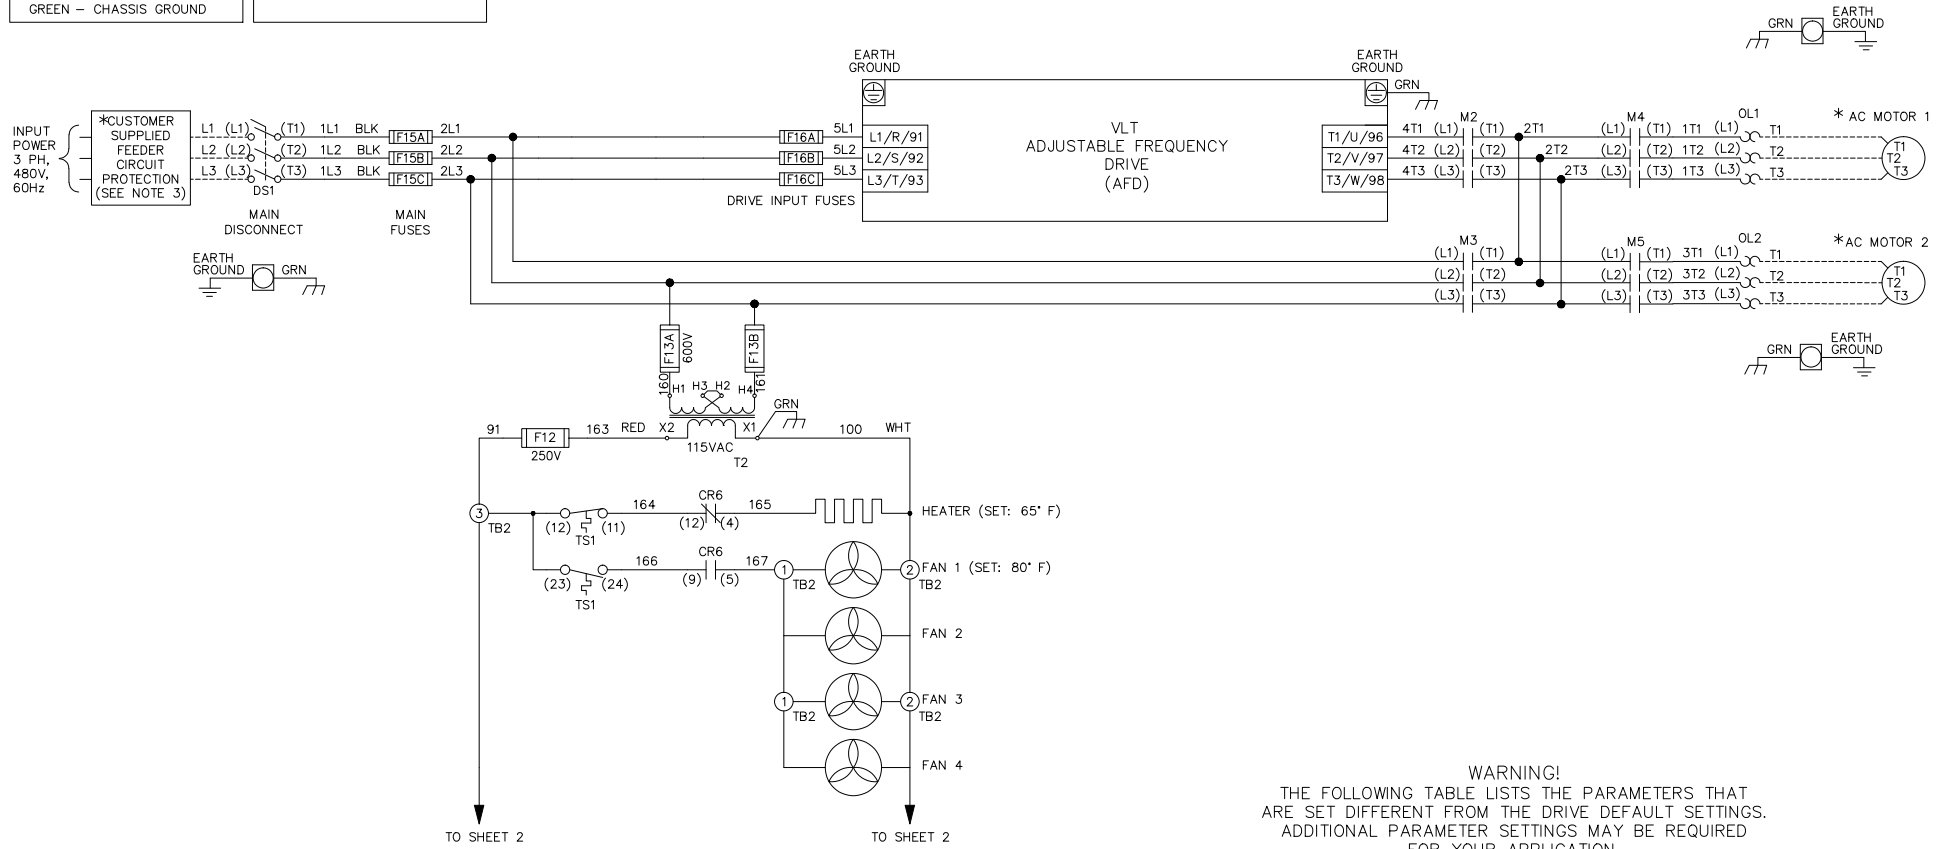 GREEN – CHASSIS GROUND
GRN
EARTH
GROUND
EARTH
GROUND
EARTH
GROUND
GRN
INPUT
POWER
3 PH,
480V,
60Hz
*CUSTOMER
SUPPLIED
FEEDER
CIRCUIT
PROTECTION
(SEE NOTE 3)
L1 (L1) (T1) 1L1 BLK F15A 2L1
L2 (L2) (T2) 1L2 BLK F15B 2L2
L3 (L3) (T3) 1L3 BLK F15C 2L3
DS1
MAIN
DISCONNECT
MAIN
FUSES
F16A 5L1 L1/R/91
F16B 5L2 L2/S/92
F16C 5L3 L3/T/93
DRIVE INPUT FUSES
VLT
ADJUSTABLE FREQUENCY
DRIVE
(AFD)
M2 M4 OL1 * AC MOTOR 1
T1/U/96 4T1 (L1) (T1) 2T1 (L1) (T1) 1T1 (L1) T1 T1
T2/V/97 4T2 (L2) (T2) 2T2 (L2) (T2) 1T2 (L2) T2 T2
T3/W/98 4T3 (L3) (T3) 2T3 (L3) (T3) 1T3 (L3) T3 T3
EARTH
GROUND
GRN
M3 M5 OL2 *AC MOTOR 2
(L1) (T1) (L1) (T1) 3T1 (L1) T1 T1
(L2) (T2) (L2) (T2) 3T2 (L2) T2 T2
(L3) (T3) (L3) (T3) 3T3 (L3) T3 T3
GRN
EARTH
GROUND
F13A
600V
F13B
160
161
H1 H3 H2 H4
GRN
91 F12 163 RED X2 X1 100 WHT
250V
115VAC
T2
3
TB2
(12) (11)
TS1
164
CR6
(12) (4)
165
HEATER (SET: 65° F)
(23) (24)
TS1
166
CR6
(9) (5)
167
1
TB2
2
TB2
FAN 1 (SET: 80° F)
FAN 2
1
TB2
2
TB2
FAN 3
FAN 4
TO SHEET 2
TO SHEET 2
WARNING!
THE FOLLOWING TABLE LISTS THE PARAMETERS THAT
ARE SET DIFFERENT FROM THE DRIVE DEFAULT SETTINGS.
ADDITIONAL PARAMETER SETTINGS MAY BE REQUIRED
FOR YOUR APPLICATION